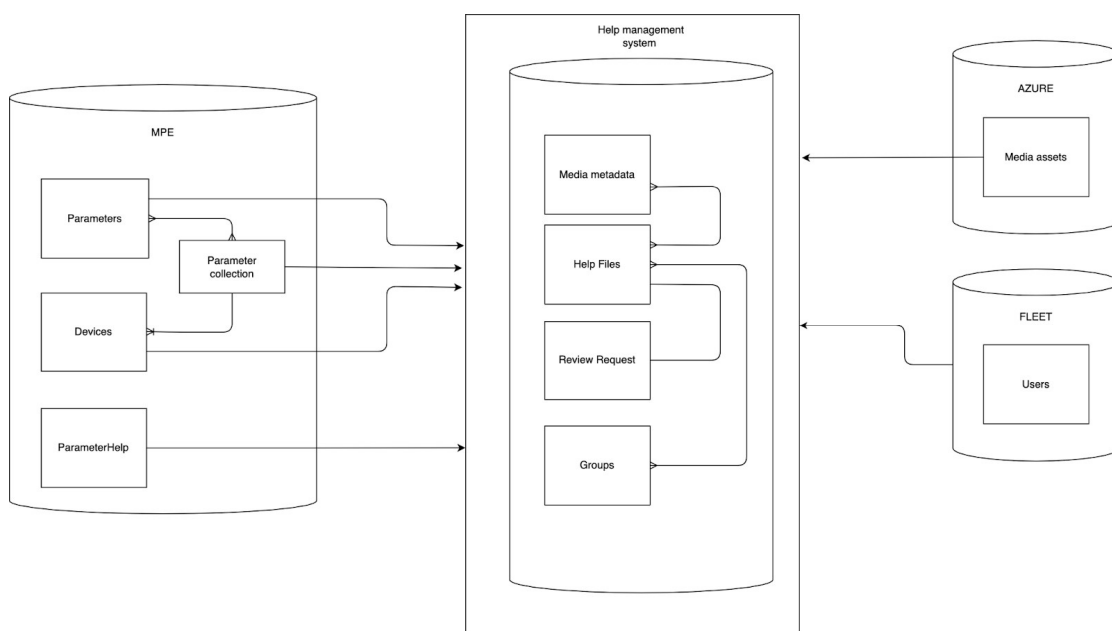 Help management
system
MPE
Parameters
Parameter
collection
Devices
ParameterHelp
Media metadata
Help Files
Review Request
Groups
AZURE
Media assets
FLEET
Users